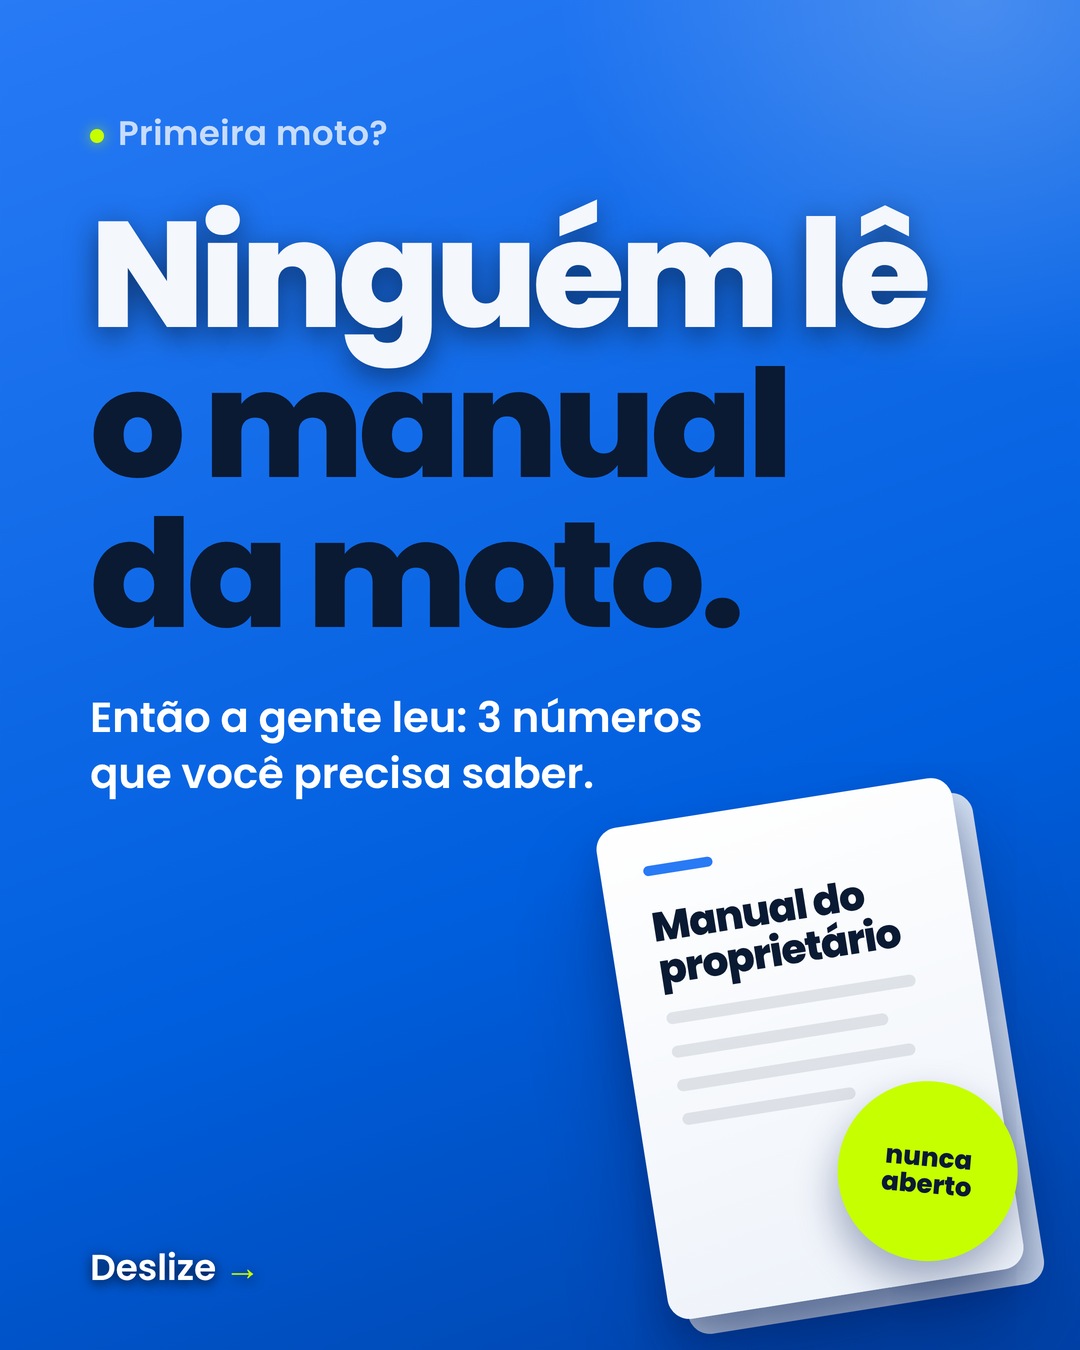 Primeira moto?
Ninguém lê
o manual
da moto.
Então a gente leu: 3 números
que você precisa saber.
Manual do
proprietário
nunca
aberto
Deslize →